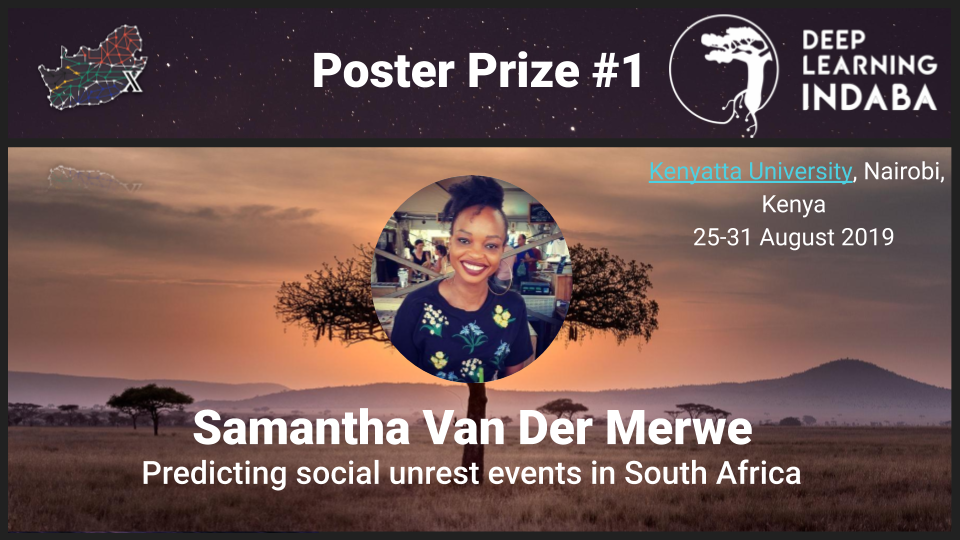 Poster Prize #1
X
DEEP
LEARNING
INDABA
Kenyatta University, Nairobi,
Kenya
25-31 August 2019
Samantha Van Der Merwe
Predicting social unrest events in South Africa